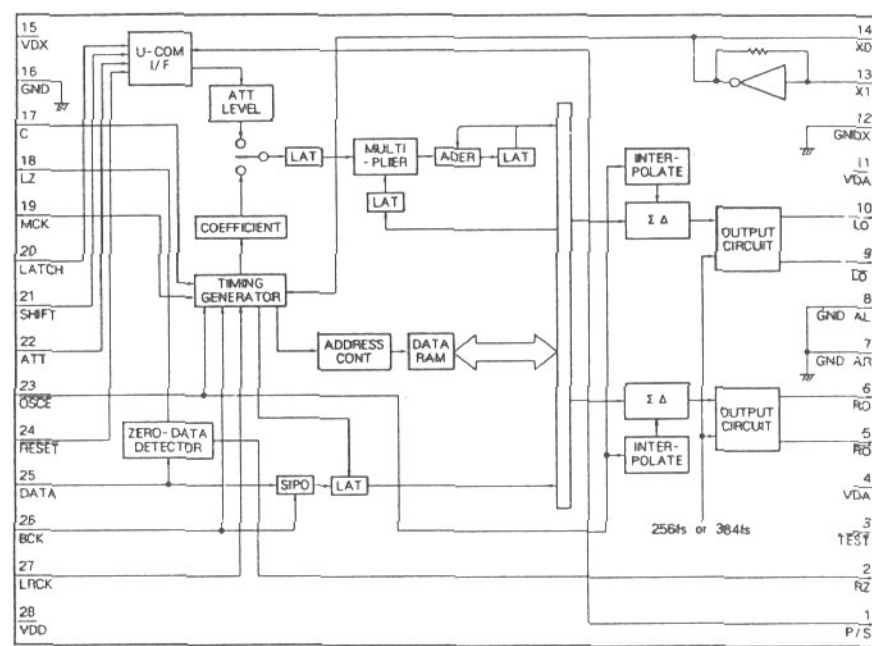 15
VDX
16
GND
17
C
18
LZ
19
MCK
20
LATCH
21
SHIFT
22
ATT
23
OSCE
24
RESET
25
DATA
26
BCK
27
LRCK
28
VDD
U-COM
I/F
ATT
LEVEL
LAT
MULTI
-PLIER
ADER
LAT
LAT
COEFFICIENT
TIMING
GENERATOR
ADDRESS
CONT
DATA
RAM
ZERO-DATA
DETECTOR
SIPO
LAT
INTER-
POLATE
Σ Δ
OUTPUT
CIRCUIT
Σ Δ
INTER-
POLATE
OUTPUT
CIRCUIT
256fs or 384fs
14
XO
13
X1
12
GNDX
11
VDA
10
LO
9
LO
8
GND AL
7
GND AR
6
RO
5
RO
4
VDA
3
TEST
2
RZ
1
P/S